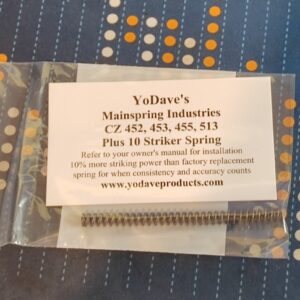 YoDave's
Mainspring Industries
CZ 452, 453, 455, 513
Plus 10 Striker Spring
Refer to your owner's manual for installation
10% more striking power than factory replacement
spring for when consistency and accuracy counts
www.yodaveproducts.com